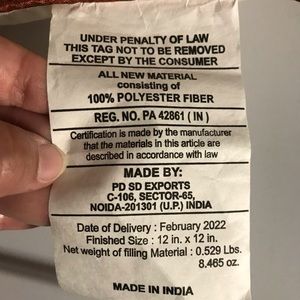 UNDER PENALTY OF LAW
THIS TAG NOT TO BE REMOVED
EXCEPT BY THE CONSUMER
ALL NEW MATERIAL
consisting of
100% POLYESTER FIBER
REG. NO. PA 42861 ( IN )
Certification is made by the manufacturer
that the materials in this article are
described in accordance with law
MADE BY:
PD SD EXPORTS
C-106, SECTOR-65,
NOIDA-201301 (U.P.) INDIA
Date of Delivery : February 2022
Finished Size : 12 in. x 12 in.
Net weight of filling Material : 0.529 Lbs.
8.465 oz.
MADE IN INDIA